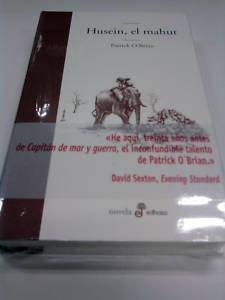 Husein, el mahut
Patrick O'Brian
«He aquí, treinta años antes
de Capitán de mar y guerra, el inconfundible talento
de Patrick O'Brian.»
David Sexton, Evening Standard
novela edhasa